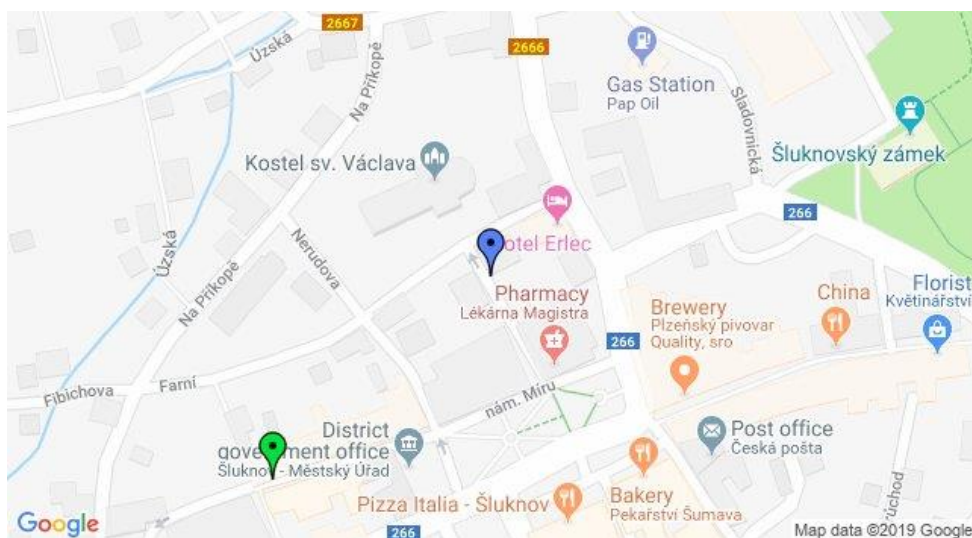 2667
2666
Úzská
Na Příkopě
Gas Station
Pap Oil
Sladovnická
Šluknovský zámek
Kostel sv. Václava
266
Hotel Erlec
Úzská
Nerudova
Na Příkopě
Pharmacy
Lékárna Magistra
Brewery
Plzeňský pivovar
Quality, sro
China
Florist
Květinářství
266
Fibichova
Farní
nám. Míru
District
government office
Šluknov - Městský Úřad
Post office
Česká pošta
Pizza Italia - Šluknov
Bakery
Pekařství Šumava
266
Google
Map data ©2019 Google